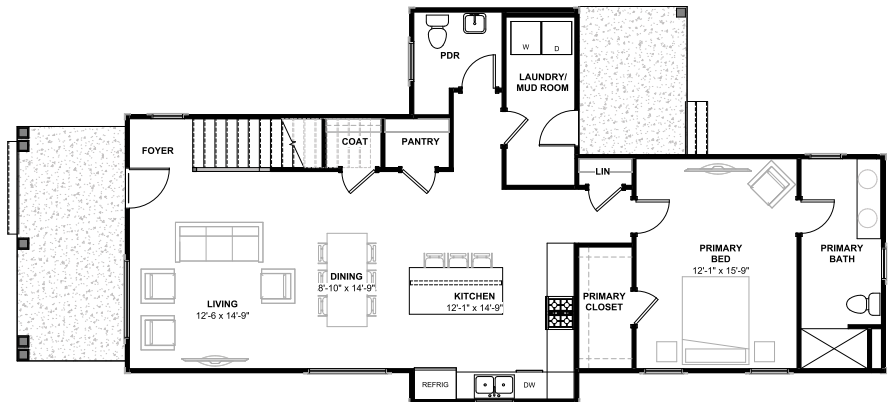 PDR
W D
LAUNDRY/
MUD ROOM
FOYER
COAT
PANTRY
LIN
LIVING
12'-6 x 14'-9"
DINING
8'-10" x 14'-9"
KITCHEN
12'-1" x 14'-9"
PRIMARY
CLOSET
PRIMARY
BED
12'-1" x 15'-9"
PRIMARY
BATH
REFRIG
DW